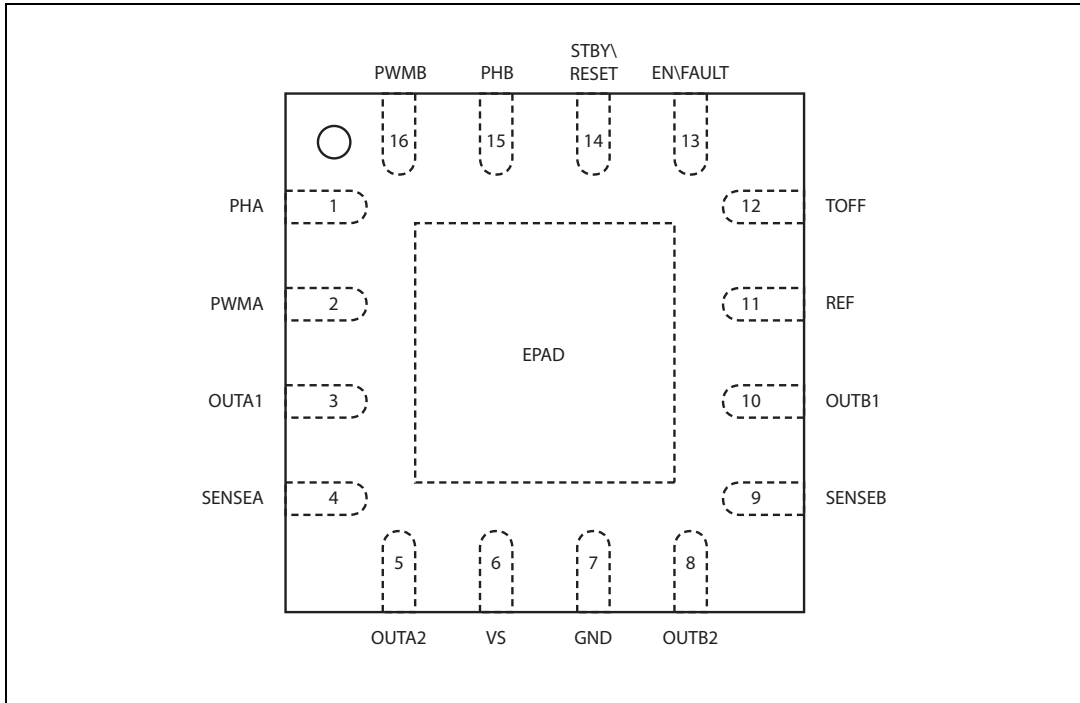 STBY\
PWMB PHB RESET EN\FAULT
16 15 14 13
PHA 1 12 TOFF
PWMA 2 11 REF
EPAD
OUTA1 3 10 OUTB1
SENSEA 4 9 SENSEB
5 6 7 8
OUTA2 VS GND OUTB2